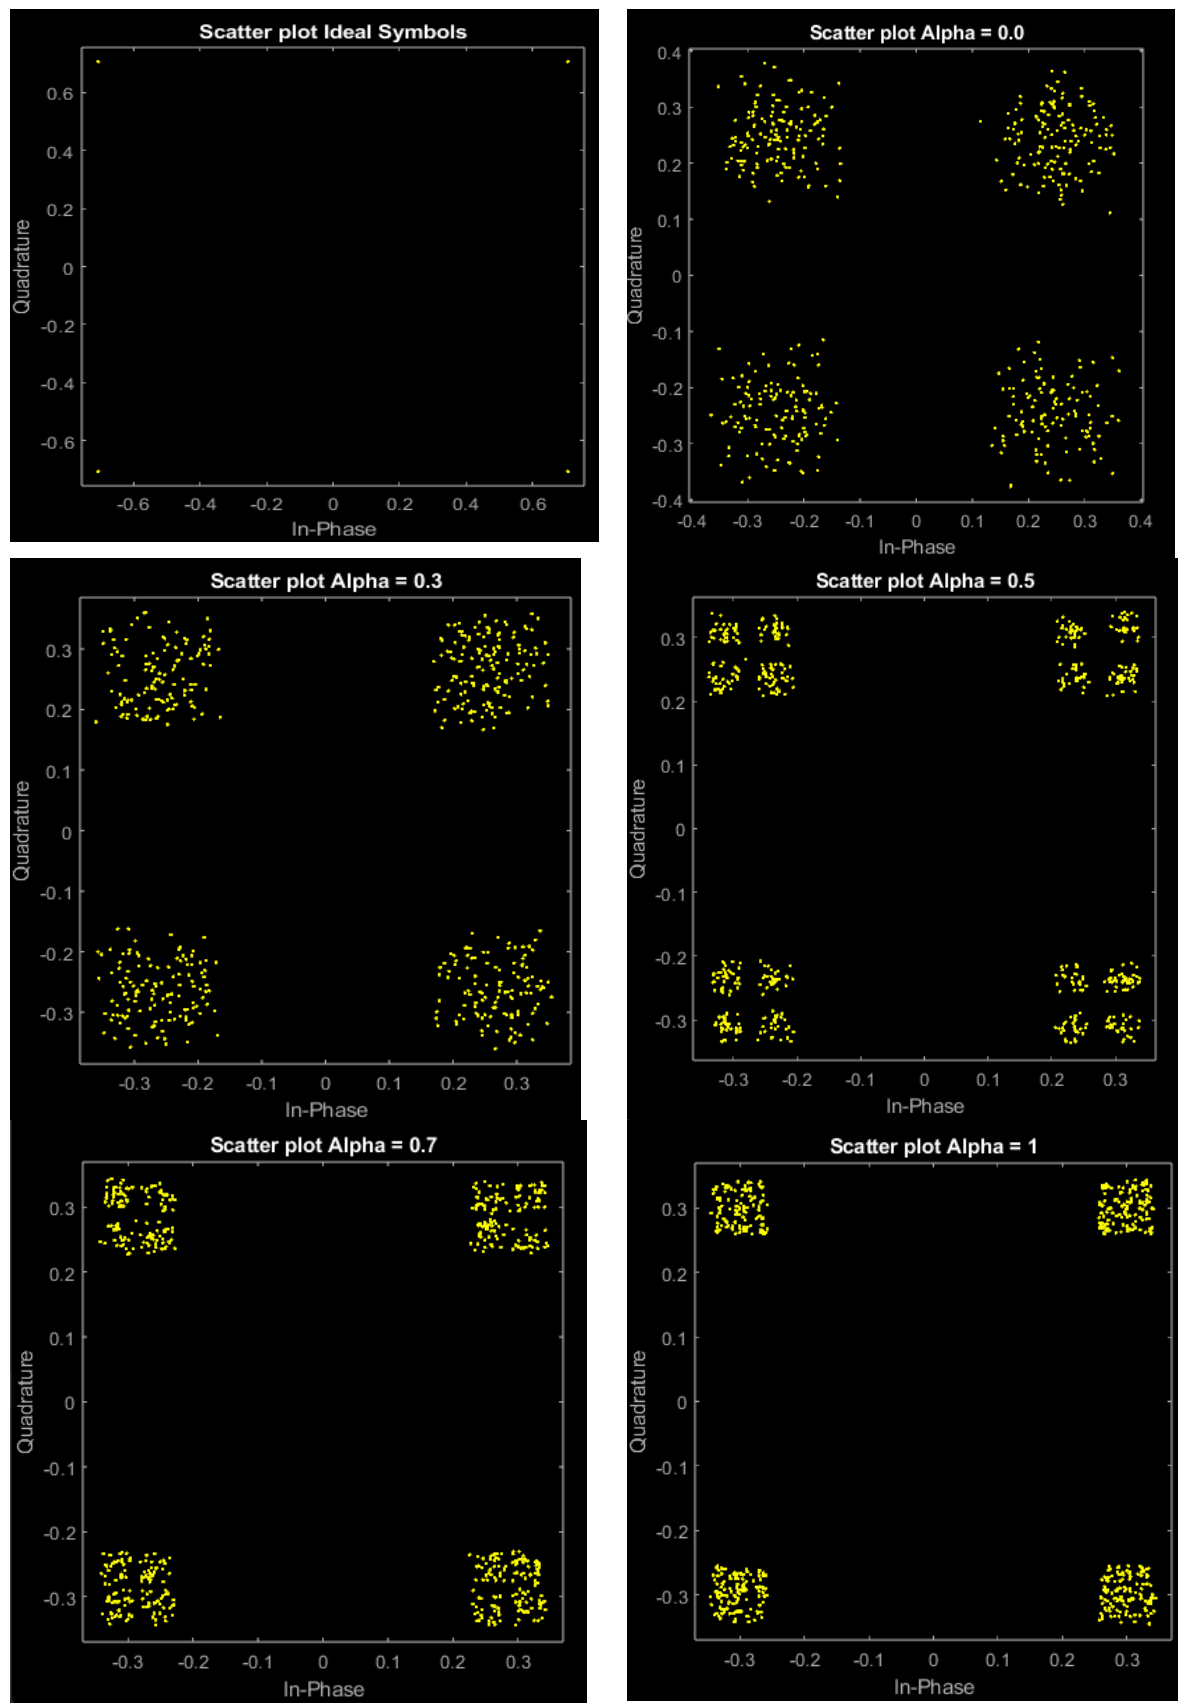 Scatter plot Ideal Symbols
0.6
0.4
0.2
0
-0.2
-0.4
-0.6
Quadrature
-0.6 -0.4 -0.2 0 0.2 0.4 0.6
In-Phase
Scatter plot Alpha = 0.0
0.4
0.3
0.2
0.1
0
-0.1
-0.2
-0.3
-0.4
Quadrature
-0.4 -0.3 -0.2 -0.1 0 0.1 0.2 0.3 0.4
In-Phase
Scatter plot Alpha = 0.3
0.3
0.2
0.1
0
-0.1
-0.2
-0.3
Quadrature
-0.3 -0.2 -0.1 0 0.1 0.2 0.3
In-Phase
Scatter plot Alpha = 0.5
0.3
0.2
0.1
0
-0.1
-0.2
-0.3
Quadrature
-0.3 -0.2 -0.1 0 0.1 0.2 0.3
In-Phase
Scatter plot Alpha = 0.7
0.3
0.2
0.1
0
-0.1
-0.2
-0.3
Quadrature
-0.3 -0.2 -0.1 0 0.1 0.2 0.3
In-Phase
Scatter plot Alpha = 1
0.3
0.2
0.1
0
-0.1
-0.2
-0.3
Quadrature
-0.3 -0.2 -0.1 0 0.1 0.2 0.3
In-Phase